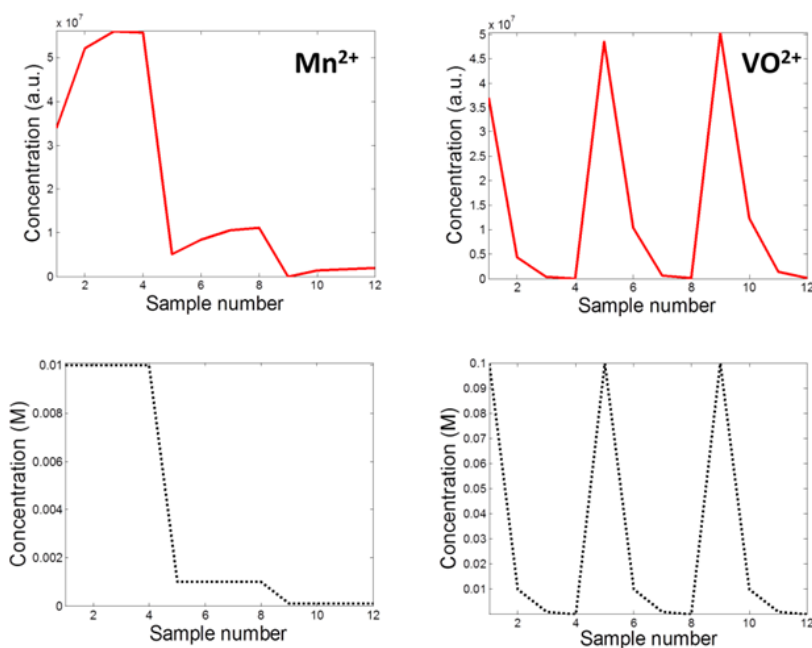 x 10⁷
6
5
4
3
2
1
0
Concentration (a.u.)
Mn²⁺
2 4 6 8 10 12
Sample number
x 10⁷
5
4.5
4
3.5
3
2.5
2
1.5
1
0.5
0
Concentration (a.u.)
VO²⁺
2 4 6 8 10 12
Sample number
0.01
0.008
0.006
0.004
0.002
0
Concentration (M)
2 4 6 8 10 12
Sample number
0.1
0.09
0.08
0.07
0.06
0.05
0.04
0.03
0.02
0.01
Concentration (M)
2 4 6 8 10 12
Sample number